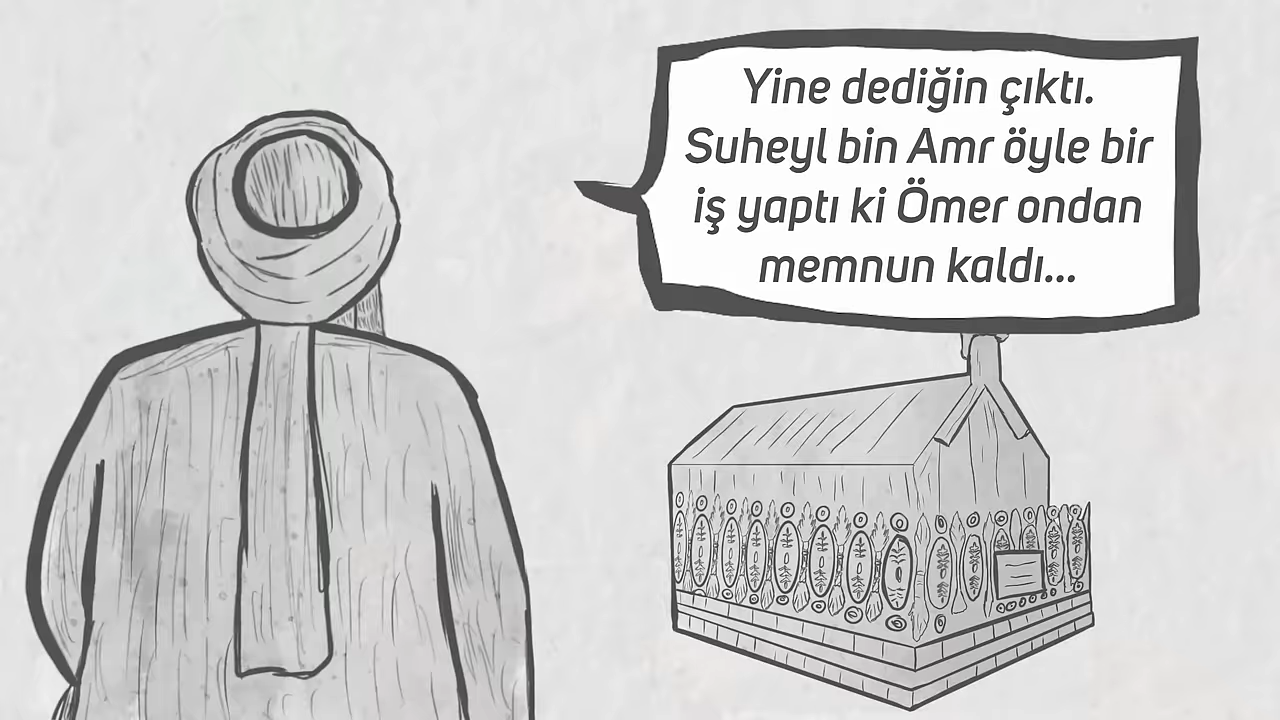 Yine dediğin çıktı.
Suheyl bin Amr öyle bir
iş yaptı ki Ömer ondan
memnun kaldı...